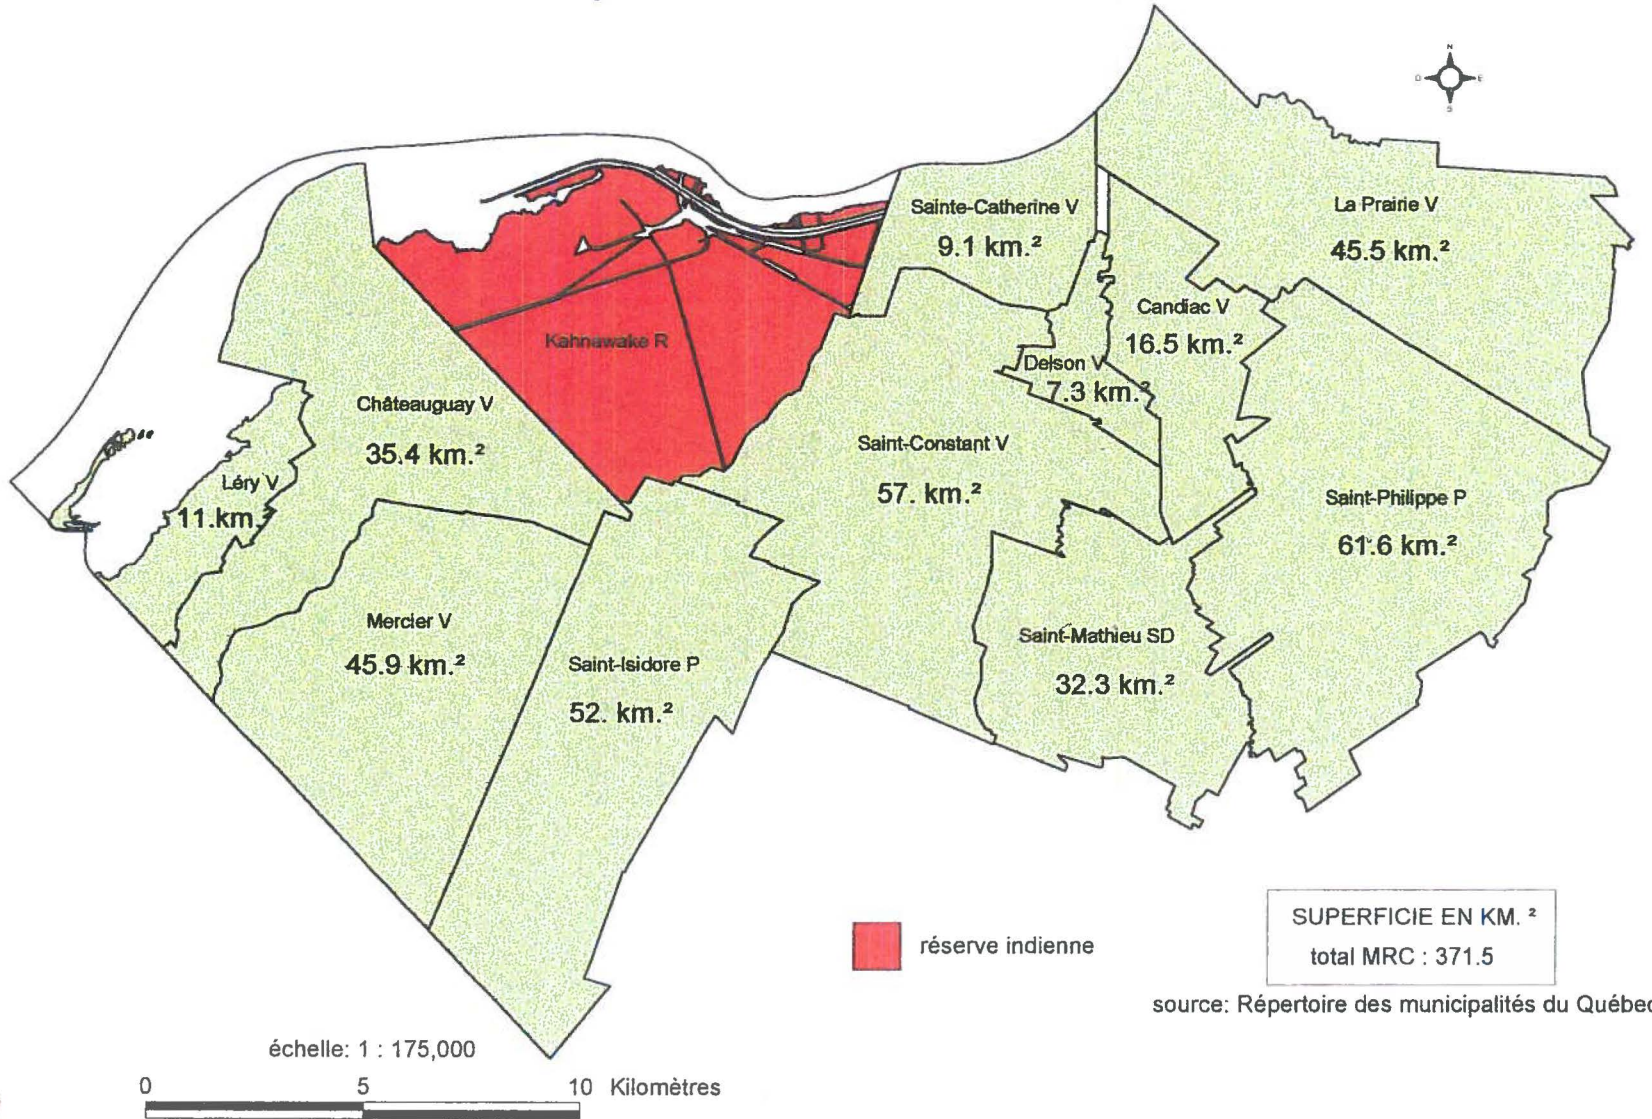 N
O E
S
Sainte-Catherine V
9.1 km.²
La Prairie V
45.5 km.²
Candiac V
16.5 km.²
Kahnawake R
Delson V
7.3 km.²
Châteauguay V
35.4 km.²
Saint-Constant V
57. km.²
Léry V
11.km.
Saint-Philippe P
61.6 km.²
Mercier V
45.9 km.²
Saint-Isidore P
52. km.²
Saint-Mathieu SD
32.3 km.²
réserve indienne
SUPERFICIE EN KM. ²
total MRC : 371.5
source: Répertoire des municipalités du Québec
échelle: 1 : 175,000
0 5 10 Kilomètres